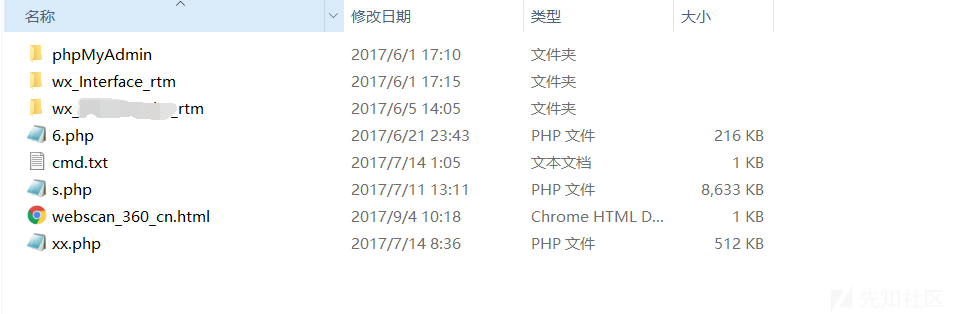 名称 修改日期 类型 大小
phpMyAdmin 2017/6/1 17:10 文件夹
wx_Interface_rtm 2017/6/1 17:15 文件夹
wx_ _rtm 2017/6/5 14:05 文件夹
6.php 2017/6/21 23:43 PHP 文件 216 KB
cmd.txt 2017/7/14 1:05 文本文档 1 KB
s.php 2017/7/11 13:11 PHP 文件 8,633 KB
webscan_360_cn.html 2017/9/4 10:18 Chrome HTML D... 1 KB
xx.php 2017/7/14 8:36 PHP 文件 512 KB
先知社区